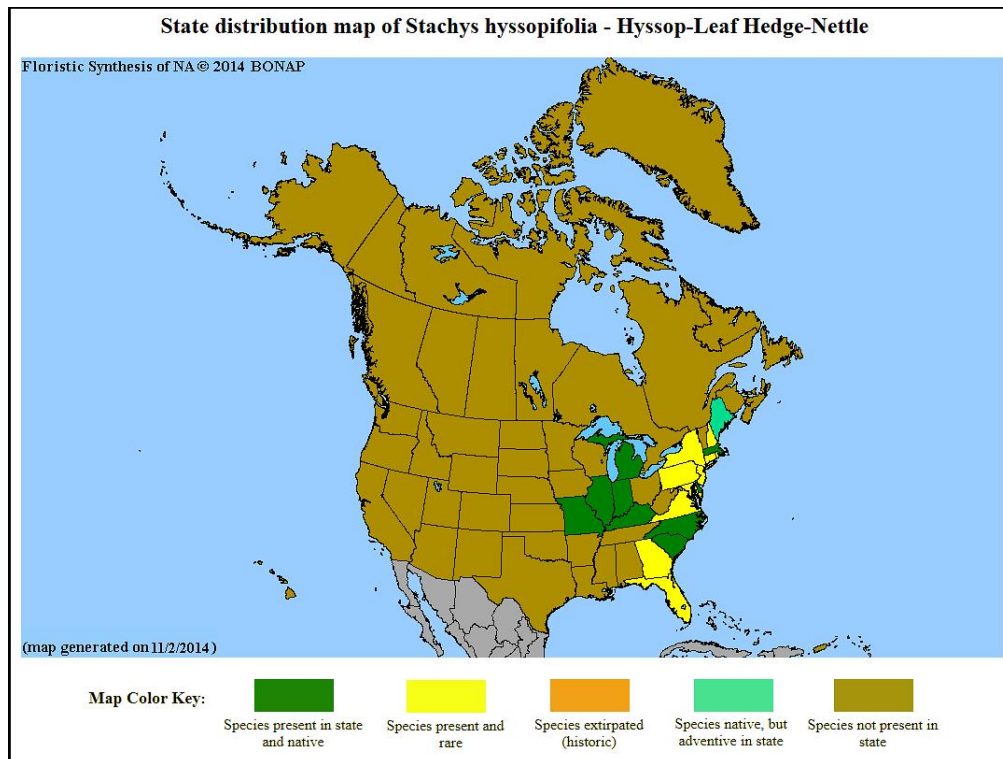 State distribution map of Stachys hyssopifolia - Hyssop-Leaf Hedge-Nettle
Floristic Synthesis of NA © 2014 BONAP
(map generated on 11/2/2014)
Map Color Key:
Species present in state
and native
Species present and
rare
Species extirpated
(historic)
Species native, but
adventive in state
Species not present in
state